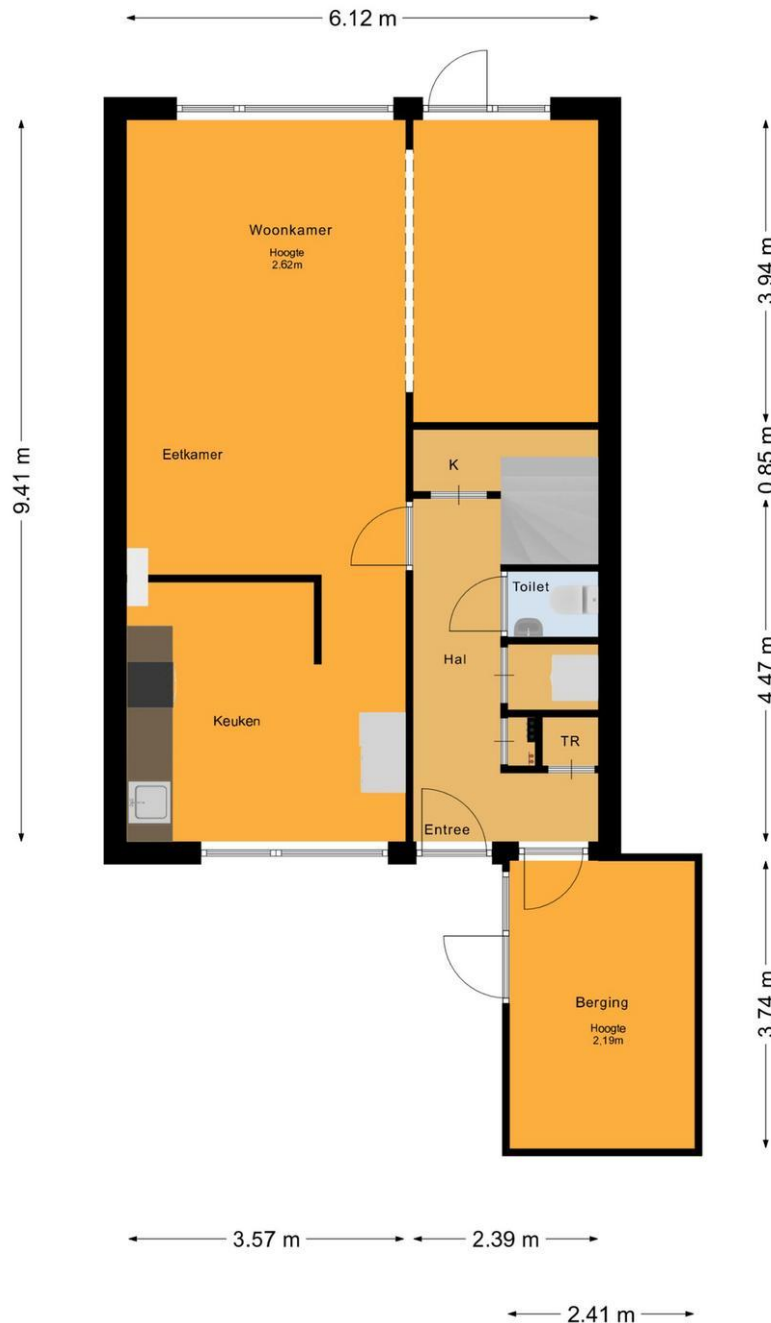 6.12 m
Woonkamer
Hoogte
2.62m
3.94 m
9.41 m
Eetkamer
K
0.85 m
Toilet
Hal
4.47 m
Keuken
TR
Entree
Berging
Hoogte
2,19m
3.74 m
3.57 m
2.39 m
2.41 m